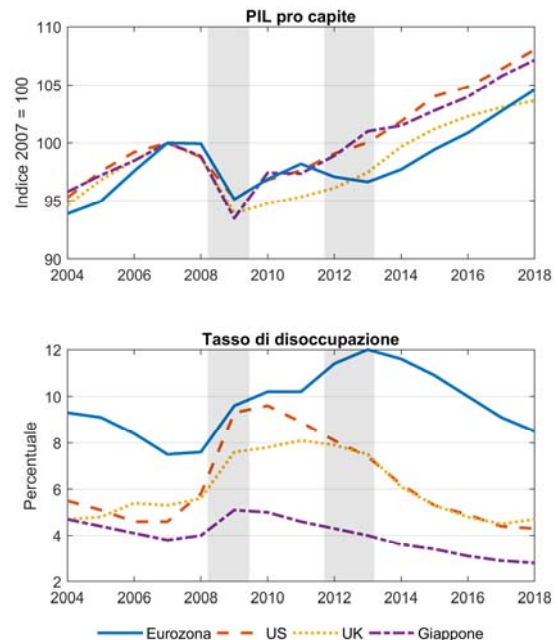 PIL pro capite
Indice 2007 = 100
110
105
100
95
90
2004 2006 2008 2010 2012 2014 2016 2018
Tasso di disoccupazione
Percentuale
12
10
8
6
4
2
2004 2006 2008 2010 2012 2014 2016 2018
Eurozona US UK Giappone